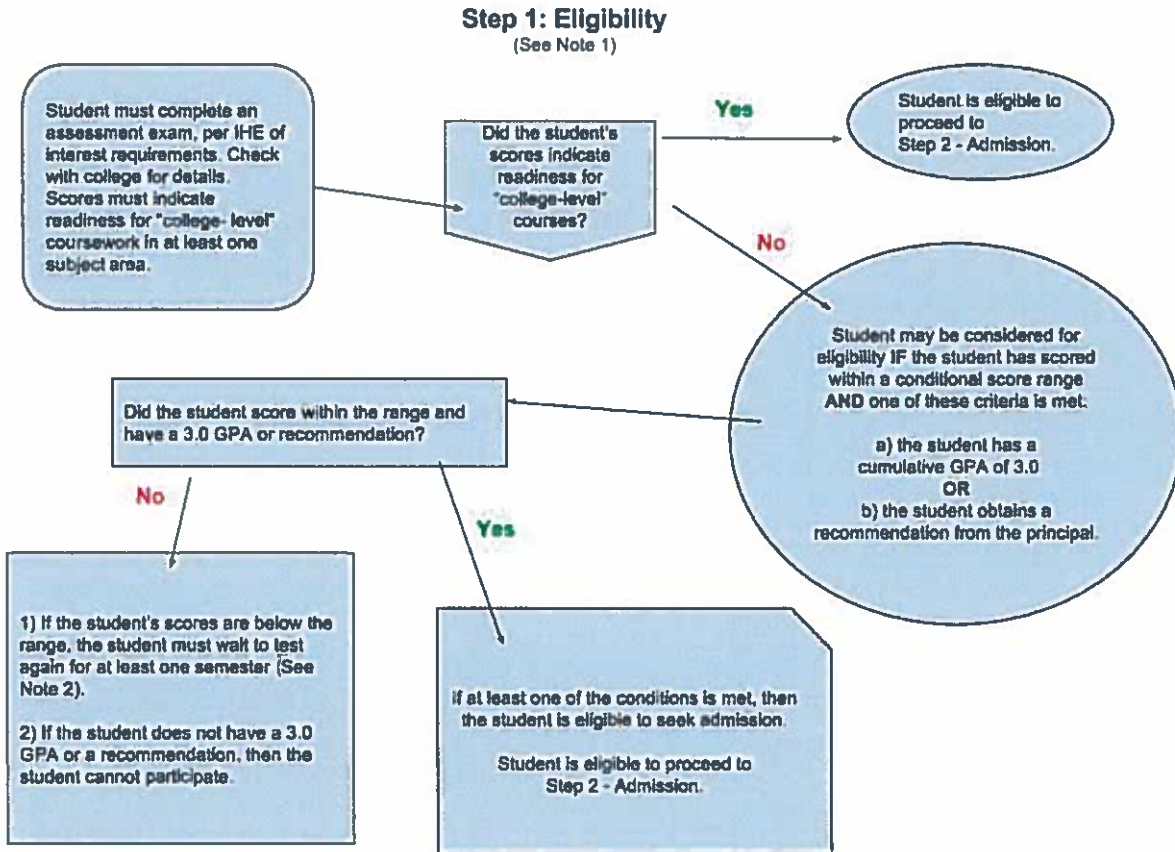 Step 1: Eligibility
(See Note 1)
Student must complete an
assessment exam, per IHE of
interest requirements. Check
with college for details.
Scores must indicate
readiness for "college- level"
coursework in at least one
subject area.
Did the student's
scores indicate
readiness for
"college-level"
courses?
Yes
Student is eligible to
proceed to
Step 2 - Admission.
No
Student may be considered for
eligibility IF the student has scored
within a conditional score range
AND one of these criteria is met.
a) the student has a
cumulative GPA of 3.0
OR
b) the student obtains a
recommendation from the principal.
Did the student score within the range and
have a 3.0 GPA or recommendation?
No
Yes
1) If the student's scores are below the
range, the student must wait to test
again for at least one semester (See
Note 2).
2) If the student does not have a 3.0
GPA or a recommendation, then the
student cannot participate.
If at least one of the conditions is met, then
the student is eligible to seek admission.
Student is eligible to proceed to
Step 2 - Admission.